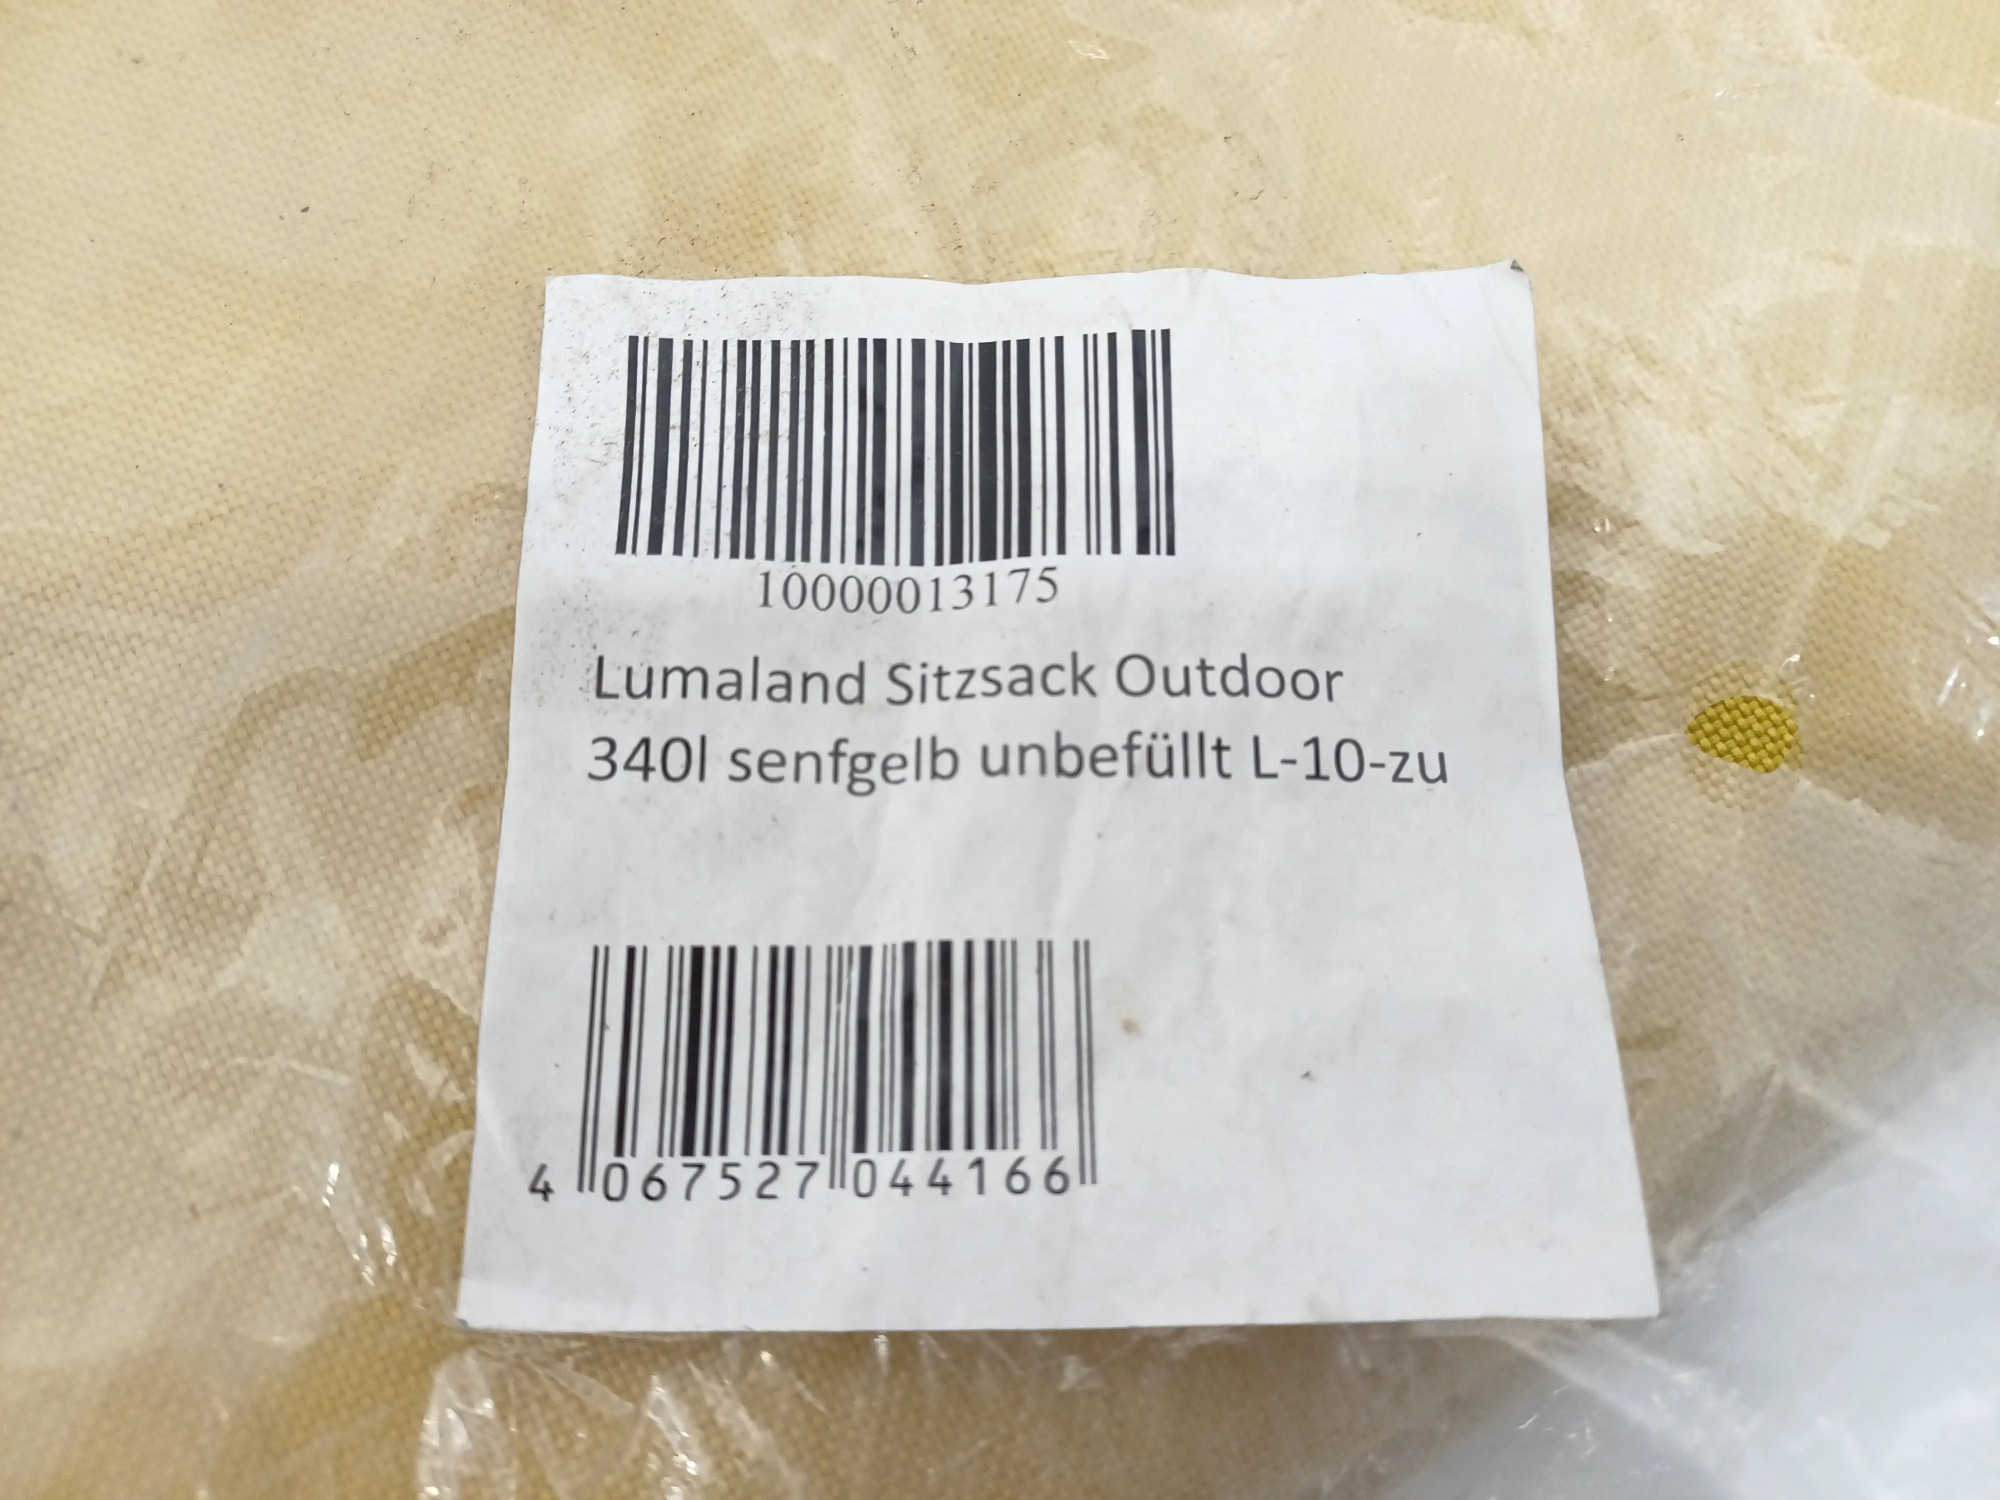 10000013175
Lumaland Sitzsack Outdoor
340l senfgelb unbefüllt L-10-zu
4 067527 044166